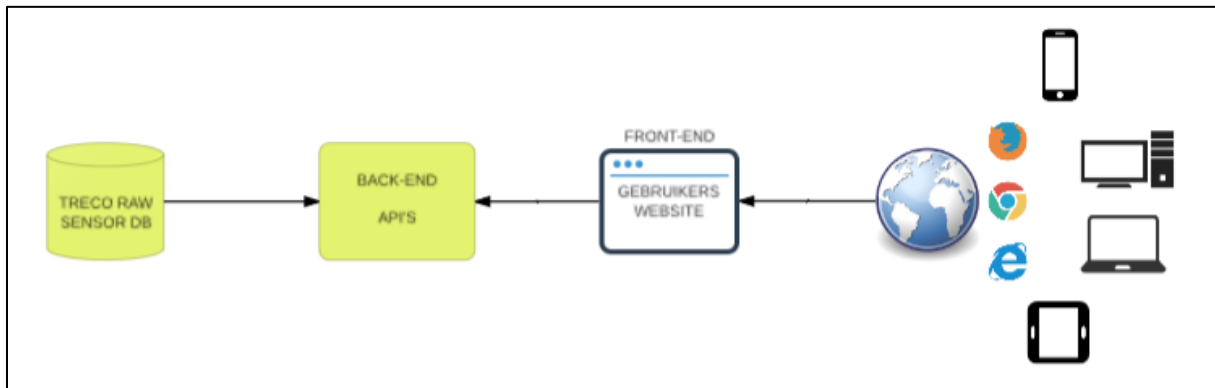 TRECO RAW
SENSOR DB
BACK-END
API'S
FRONT-END
GEBRUIKERS
WEBSITE